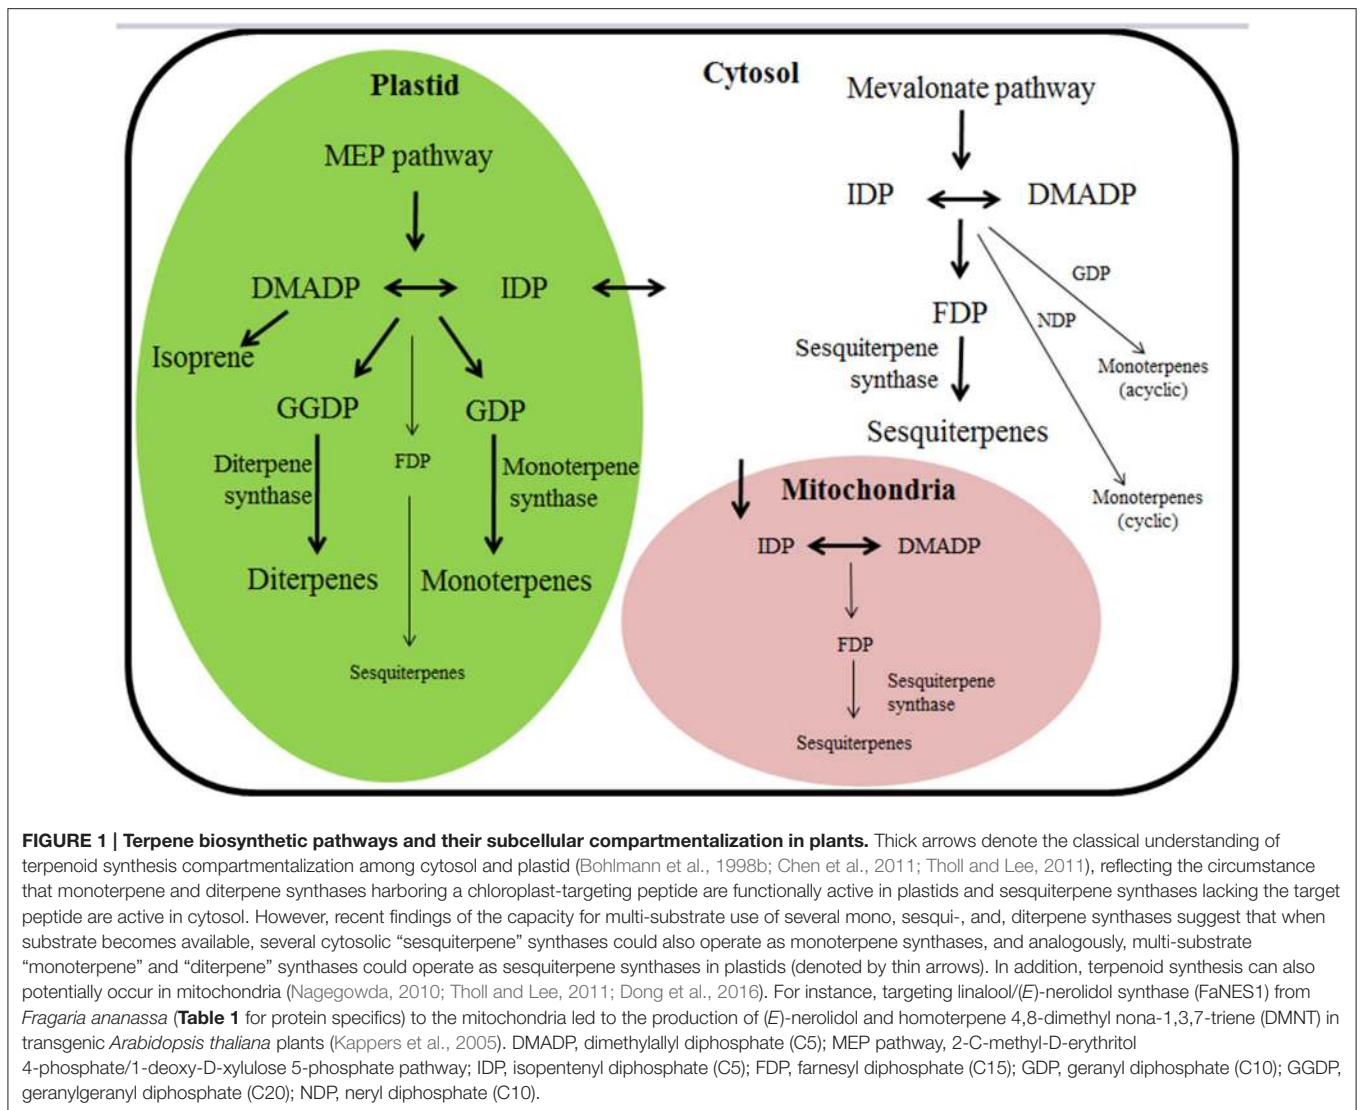 Plastid
MEP pathway
DMADP
IDP
Isoprene
GGDP
GDP
Diterpene
synthase
FDP
Monoterpene
synthase
Diterpenes
Monoterpenes
Sesquiterpenes
Cytosol
Mevalonate pathway
IDP
DMADP
GDP
NDP
FDP
Sesquiterpene
synthase
Monoterpenes
(acyclic)
Sesquiterpenes
Monoterpenes
(cyclic)
Mitochondria
IDP
DMADP
FDP
Sesquiterpene
synthase
Sesquiterpenes
FIGURE 1 | Terpene biosynthetic pathways and their subcellular compartmentalization in plants. Thick arrows denote the classical understanding of
terpenoid synthesis compartmentalization among cytosol and plastid (Bohlmann et al., 1998b; Chen et al., 2011; Tholl and Lee, 2011), reflecting the circumstance
that monoterpene and diterpene synthases harboring a chloroplast-targeting peptide are functionally active in plastids and sesquiterpene synthases lacking the target
peptide are active in cytosol. However, recent findings of the capacity for multi-substrate use of several mono, sesqui-, and, diterpene synthases suggest that when
substrate becomes available, several cytosolic “sesquiterpene” synthases could also operate as monoterpene synthases, and analogously, multi-substrate
“monoterpene” and “diterpene” synthases could operate as sesquiterpene synthases in plastids (denoted by thin arrows). In addition, terpenoid synthesis can also
potentially occur in mitochondria (Nagegowda, 2010; Tholl and Lee, 2011; Dong et al., 2016). For instance, targeting linalool/(E)-nerolidol synthase (FaNES1) from
Fragaria ananassa (Table 1 for protein specifics) to the mitochondria led to the production of (E)-nerolidol and homoterpene 4,8-dimethyl nona-1,3,7-triene (DMNT) in
transgenic Arabidopsis thaliana plants (Kappers et al., 2005). DMADP, dimethylallyl diphosphate (C5); MEP pathway, 2-C-methyl-D-erythritol
4-phosphate/1-deoxy-D-xylulose 5-phosphate pathway; IDP, isopentenyl diphosphate (C5); FDP, farnesyl diphosphate (C15); GDP, geranyl diphosphate (C10); GGDP,
geranylgeranyl diphosphate (C20); NDP, neryl diphosphate (C10).